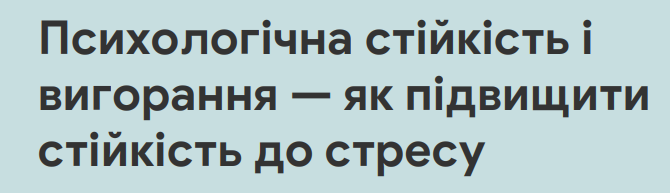 Психологічна стійкість і
вигорання — як підвищити
стійкість до стресу